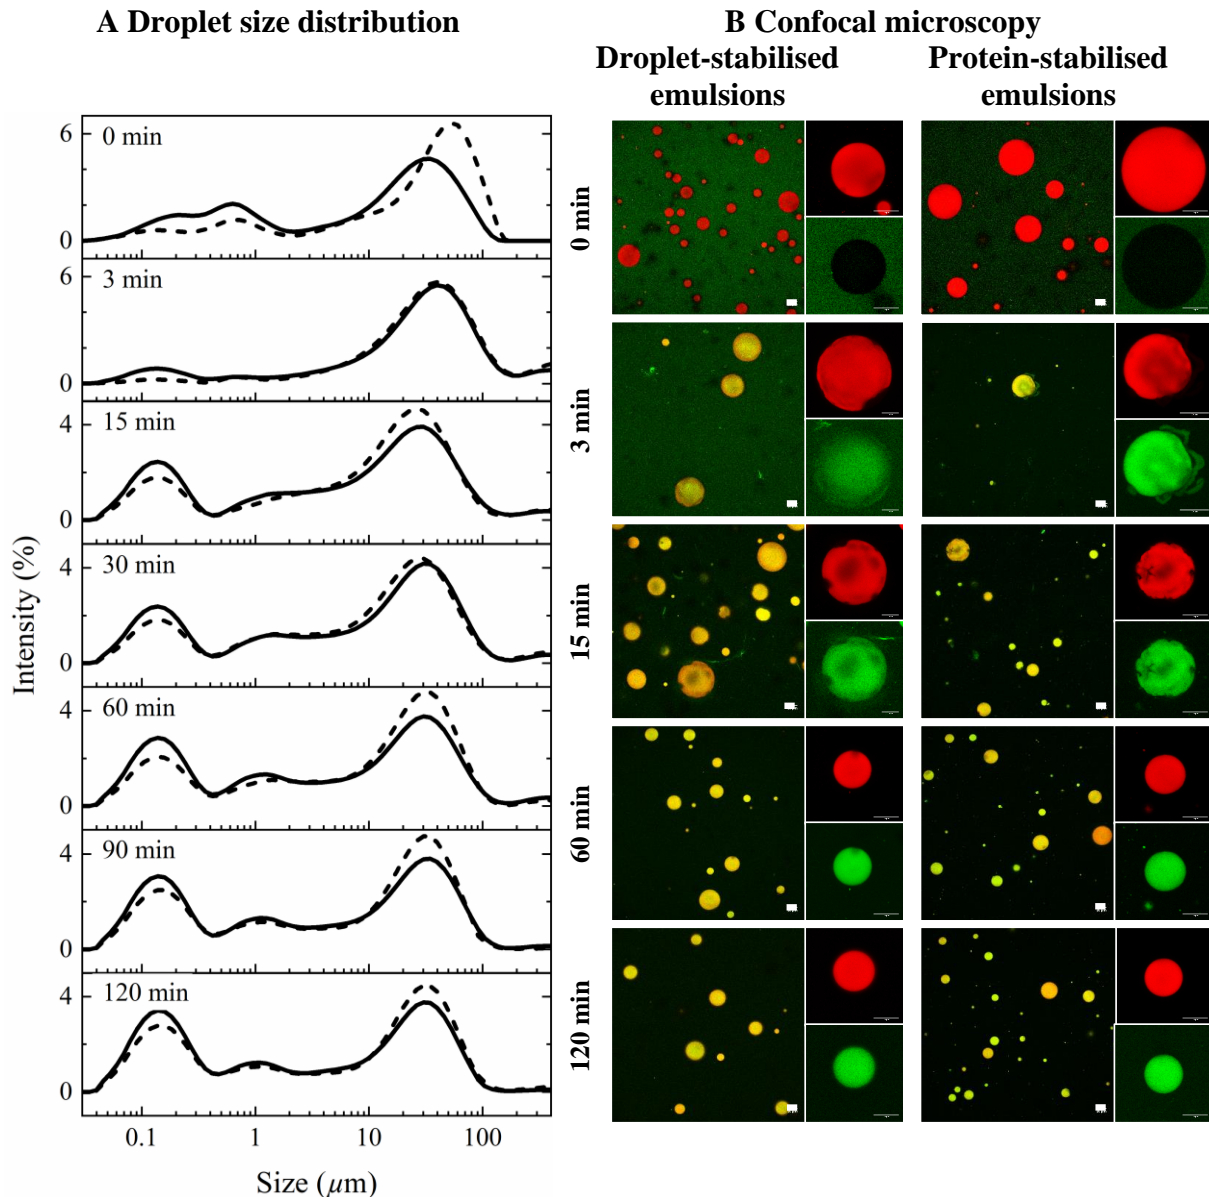 A Droplet size distribution
B Confocal microscopy
Droplet-stabilised
emulsions
Protein-stabilised
emulsions
6
0 min
0
6
3 min
0
4
15 min
0
4
30 min
0
4
60 min
0
4
90 min
0
4
120 min
0
0.1 1 10 100
Size (µm)
Intensity (%)
0 min
3 min
15 min
60 min
120 min